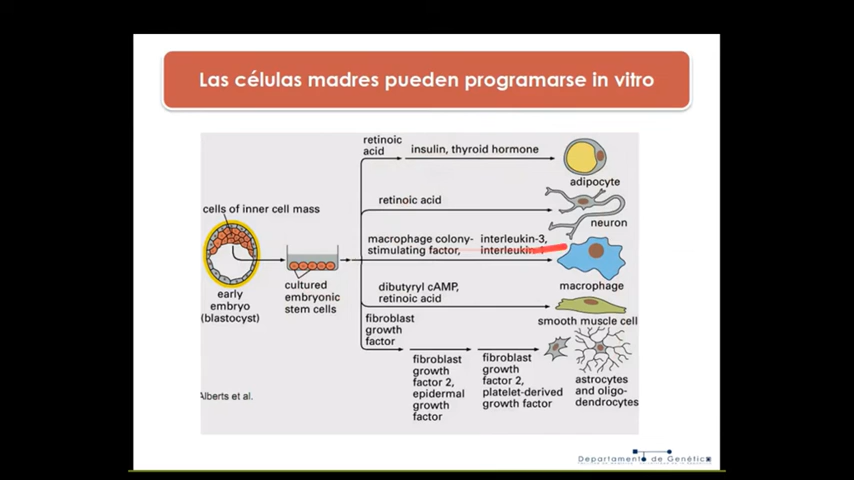 Las células madres pueden programarse in vitro
retinoic
acid
insulin, thyroid hormone
adipocyte
retinoic acid
neuron
cells of inner cell mass
macrophage colony-
stimulating factor,
interleukin-3,
macrophage
early
embryo
(blastocyst)
cultured
embryonic
stem cells
dibutyryl cAMP,
retinoic acid
smooth muscle cell
fibroblast
growth
factor
fibroblast
growth
factor 2,
epidermal
growth
factor
fibroblast
growth
factor 2,
platelet-derived
growth factor
astrocytes
and oligo-
dendrocytes
Alberts et al.
Departamento de Genética